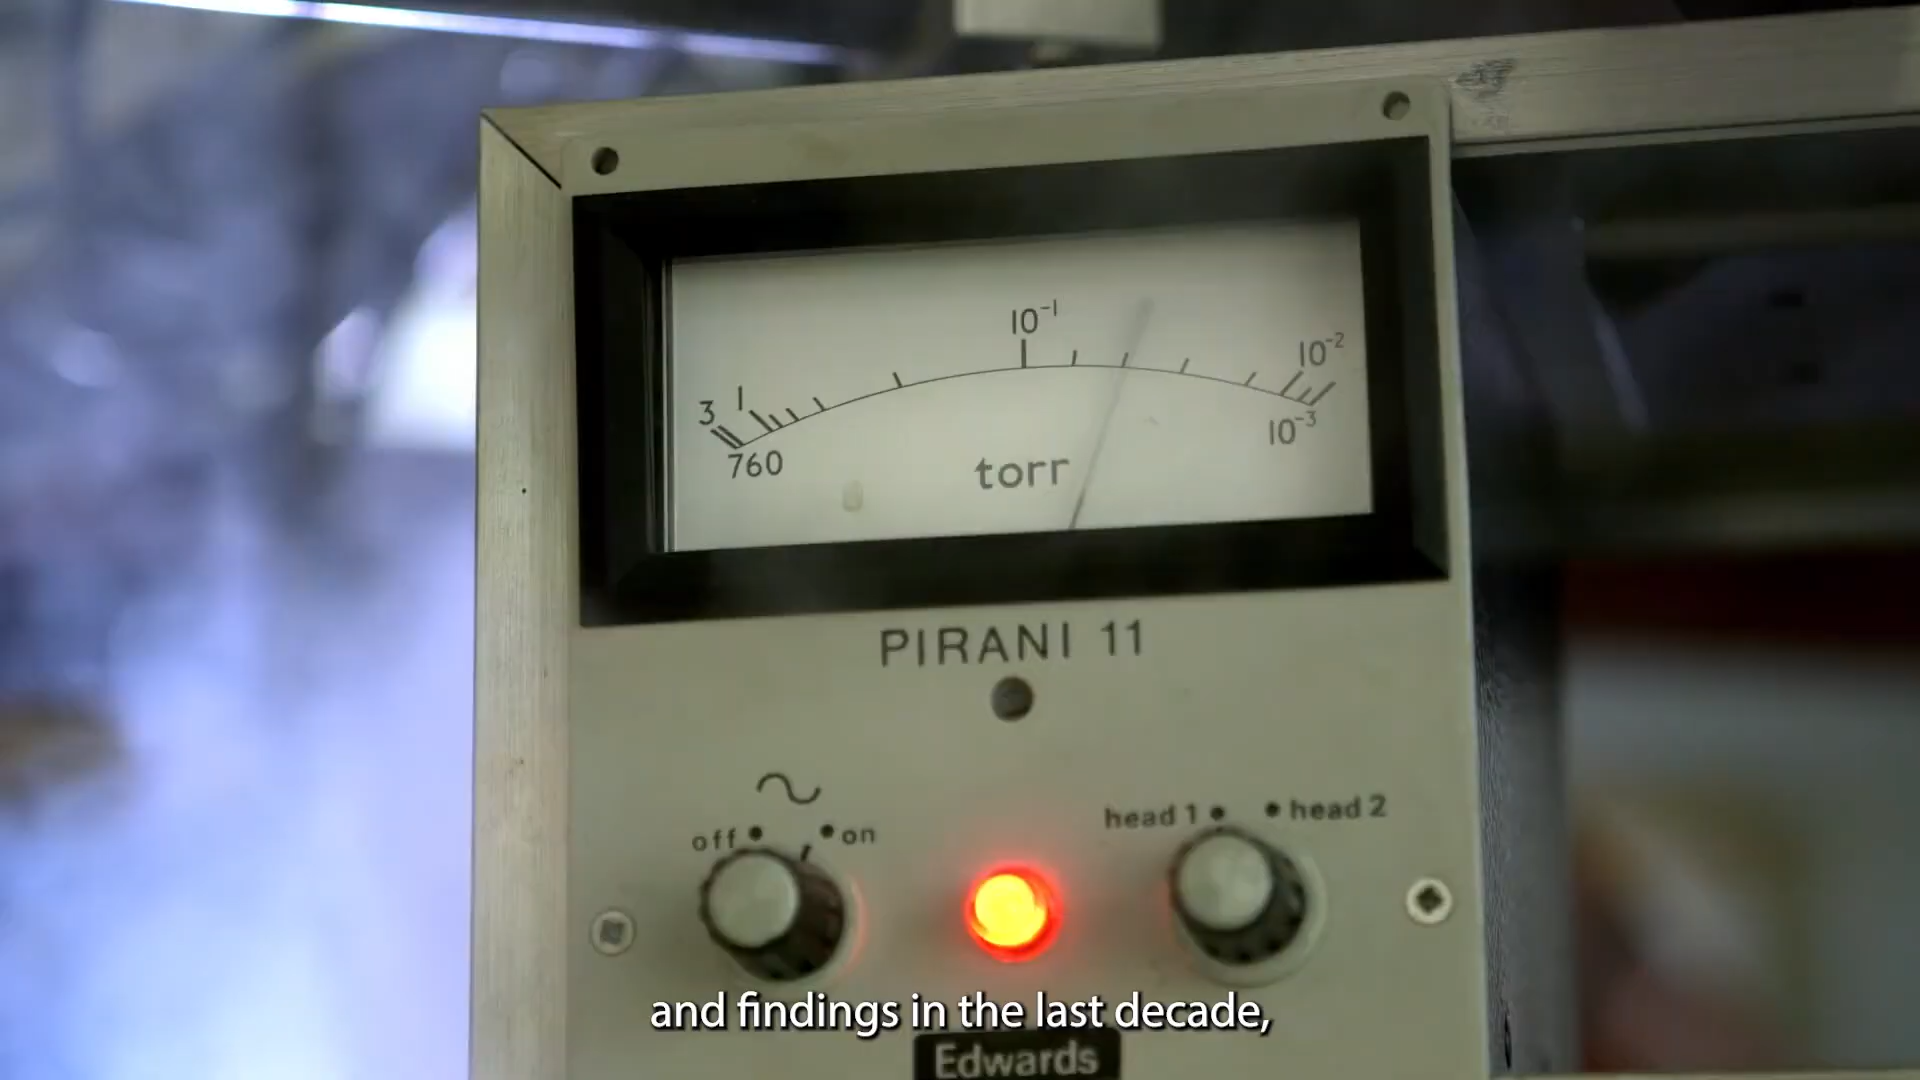 10⁻¹
10⁻²
3 1
10⁻³
760
torr
PIRANI 11
off on
head 1 head 2
and findings in the last decade,
Edwards